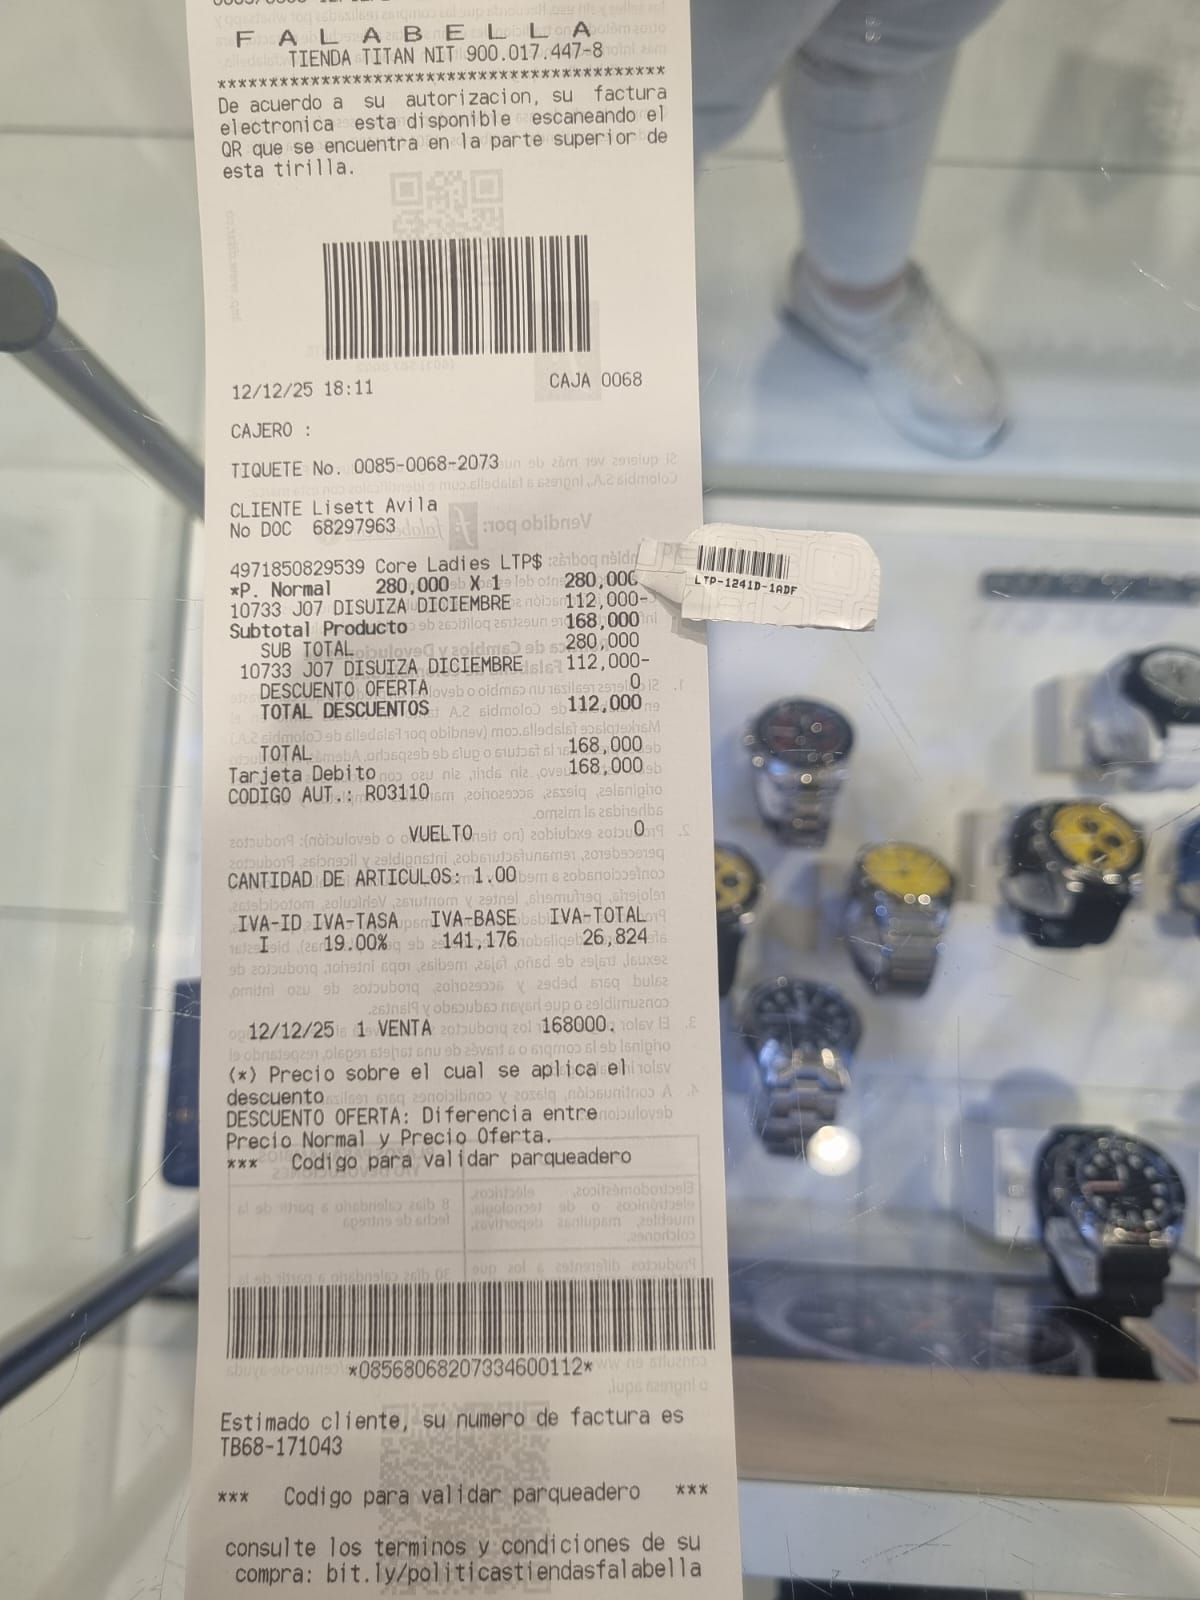 F A L A B E L L A
TIENDA TITAN NIT 900.017.447-8
******************************************
De acuerdo a su autorizacion, su factura
electronica esta disponible escaneando el
QR que se encuentra en la parte superior de
esta tirilla.
12/12/25 18:11 CAJA 0068
CAJERO :
TIQUETE No. 0085-0068-2073
CLIENTE Lisett Avila
No DOC 68297963
4971850829539 Core Ladies LTP$
*P. Normal 280,000 X 1 280,000
10733 J07 DISUIZA DICIEMBRE 112,000-
Subtotal Producto 168,000
SUB TOTAL 280,000
10733 J07 DISUIZA DICIEMBRE 112,000-
DESCUENTO OFERTA 0
TOTAL DESCUENTOS 112,000
TOTAL 168,000
Tarjeta Debito 168,000
CODIGO AUT.: RO3110
VUELTO 0
CANTIDAD DE ARTICULOS: 1.00
IVA-ID IVA-TASA IVA-BASE IVA-TOTAL
I 19.00% 141,176 26,824
12/12/25 1 VENTA 168000.
(*) Precio sobre el cual se aplica el
descuento
DESCUENTO OFERTA: Diferencia entre
Precio Normal y Precio Oferta.
*** Codigo para validar parqueadero
*08568068207334600112*
Estimado cliente, su numero de factura es
TB68-171043
*** Codigo para validar parqueadero ***
consulte los terminos y condiciones de su
compra: bit.ly/politicastiendasfalabella
LTP-1241D-1ADF